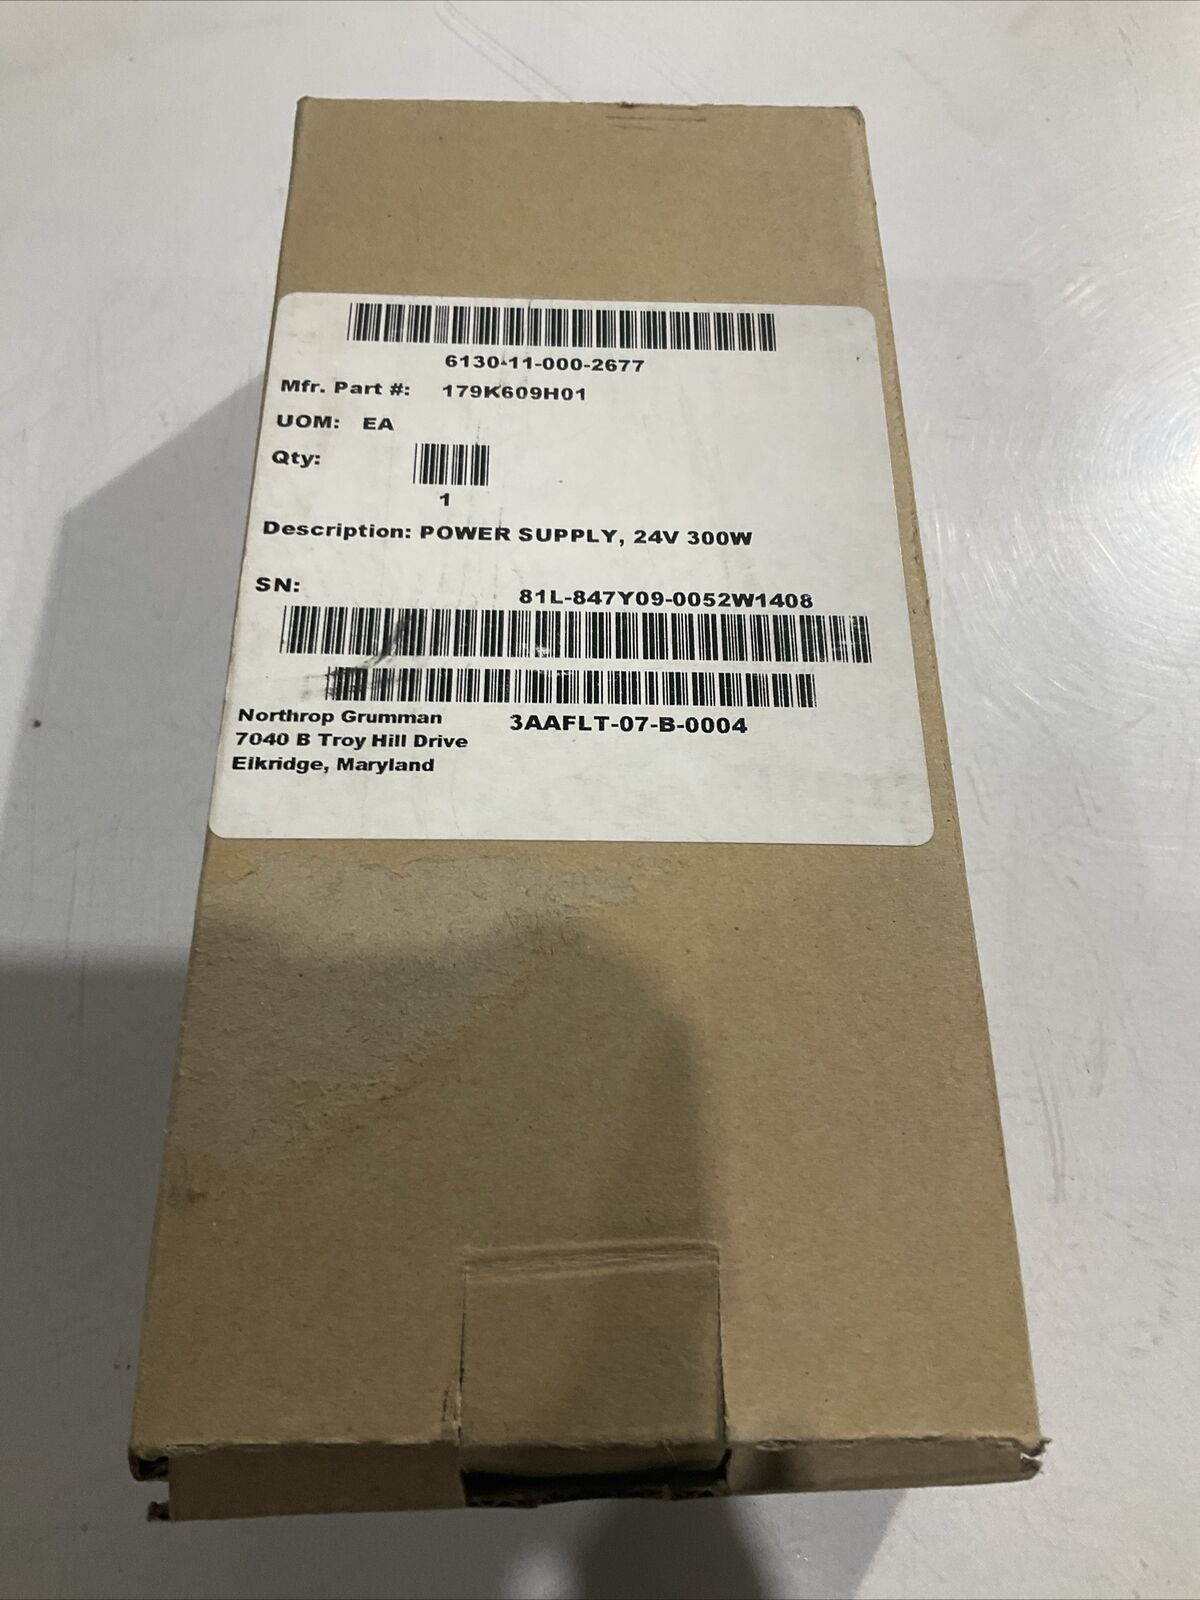 6130-11-000-2677
Mfr. Part #: 179K609H01
UOM: EA
Qty:
1
Description: POWER SUPPLY, 24V 300W
SN: 81L-847Y09-0052W1408
Northrop Grumman 3AAFLT-07-B-0004
7040 B Troy Hill Drive
Elkridge, Maryland